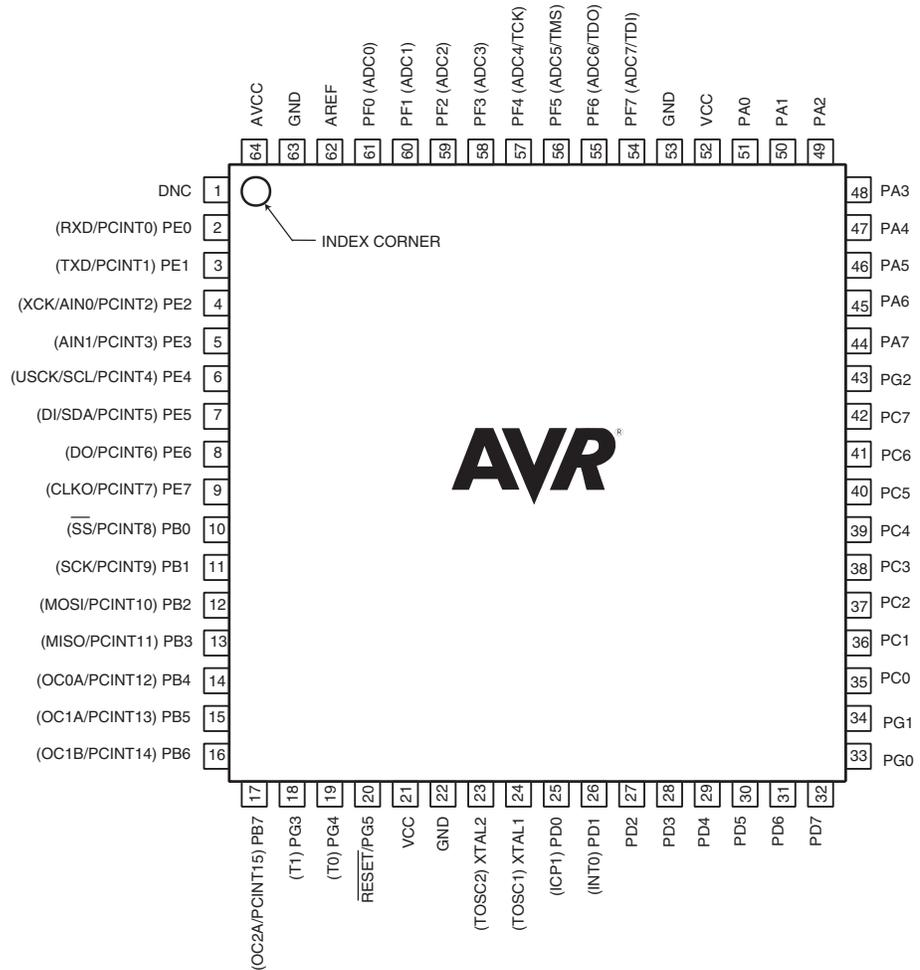 AVCC
GND
AREF
PF0 (ADC0)
PF1 (ADC1)
PF2 (ADC2)
PF3 (ADC3)
PF4 (ADC4/TCK)
PF5 (ADC5/TMS)
PF6 (ADC6/TDO)
PF7 (ADC7/TDI)
GND
VCC
PA0
PA1
PA2
64
63
62
61
60
59
58
57
56
55
54
53
52
51
50
49
DNC 1
(RXD/PCINT0) PE0 2
(TXD/PCINT1) PE1 3
(XCK/AIN0/PCINT2) PE2 4
(AIN1/PCINT3) PE3 5
(USCK/SCL/PCINT4) PE4 6
(DI/SDA/PCINT5) PE5 7
(DO/PCINT6) PE6 8
(CLKO/PCINT7) PE7 9
(SS/PCINT8) PB0 10
(SCK/PCINT9) PB1 11
(MOSI/PCINT10) PB2 12
(MISO/PCINT11) PB3 13
(OC0A/PCINT12) PB4 14
(OC1A/PCINT13) PB5 15
(OC1B/PCINT14) PB6 16
INDEX CORNER
AVR®
48 PA3
47 PA4
46 PA5
45 PA6
44 PA7
43 PG2
42 PC7
41 PC6
40 PC5
39 PC4
38 PC3
37 PC2
36 PC1
35 PC0
34 PG1
33 PG0
17
18
19
20
21
22
23
24
25
26
27
28
29
30
31
32
(OC2A/PCINT15) PB7
(T1) PG3
(T0) PG4
RESET/PG5
VCC
GND
(TOSC2) XTAL2
(TOSC1) XTAL1
(ICP1) PD0
(INT0) PD1
PD2
PD3
PD4
PD5
PD6
PD7